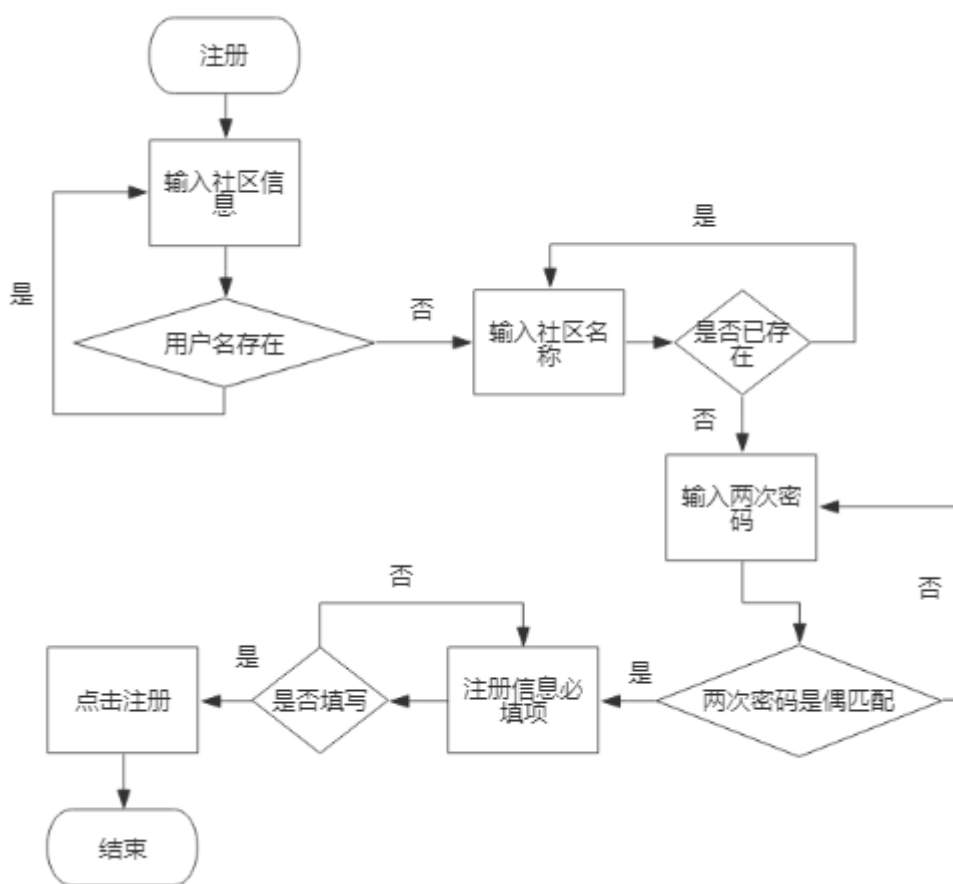 注册
输入社区信
息
是
用户名存在
否
输入社区名
称
是
是否已存
在
否
输入两次密
码
否
两次密码是偶匹配
是
注册信息必
填项
否
是否填写
是
点击注册
结束